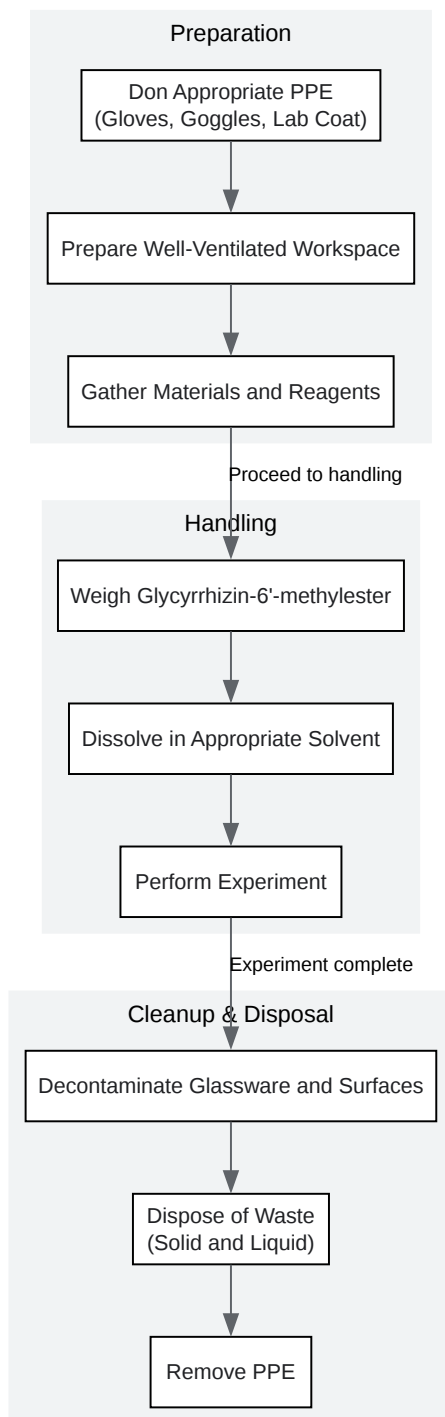 Preparation
Don Appropriate PPE
(Gloves, Goggles, Lab Coat)
Prepare Well-Ventilated Workspace
Gather Materials and Reagents
Proceed to handling
Handling
Weigh Glycyrrhizin-6'-methylester
Dissolve in Appropriate Solvent
Perform Experiment
Experiment complete
Cleanup & Disposal
Decontaminate Glassware and Surfaces
Dispose of Waste
(Solid and Liquid)
Remove PPE